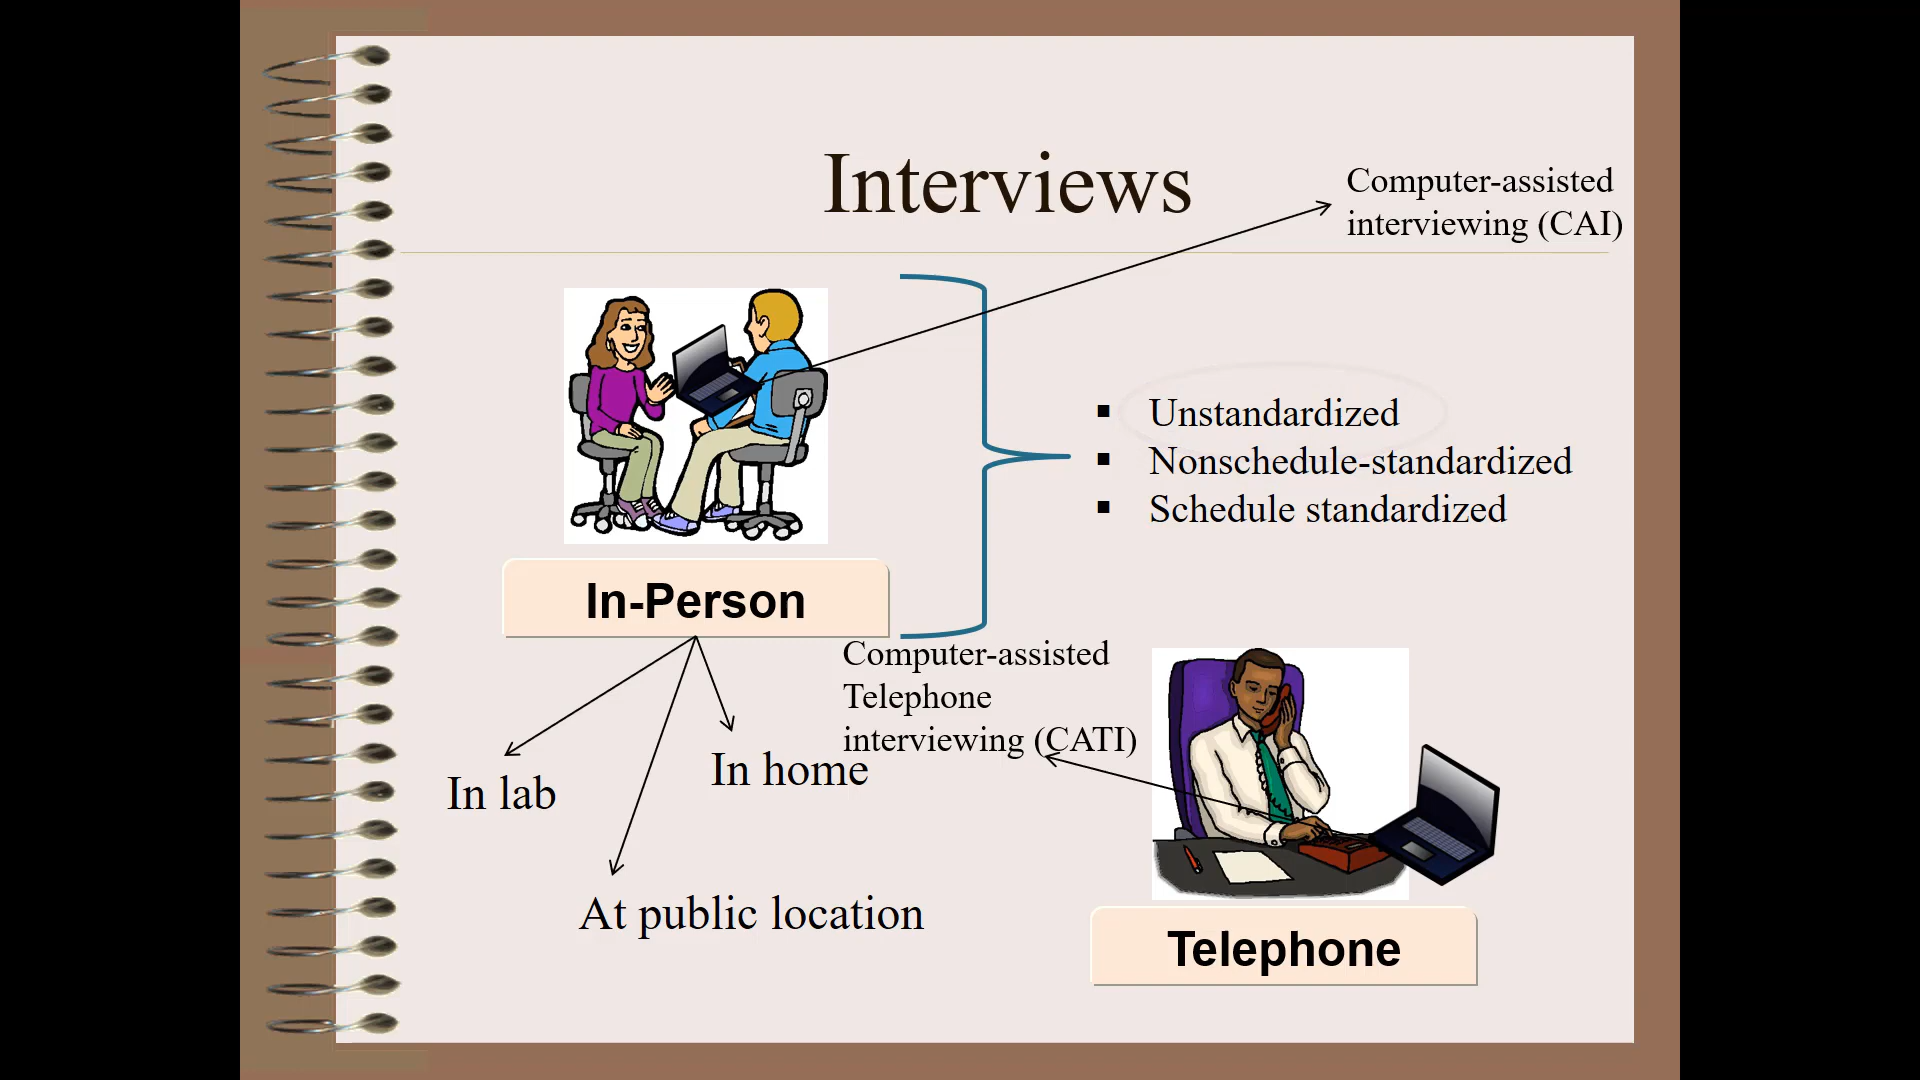 Interviews
Computer-assisted
interviewing (CAI)
▪ Unstandardized
▪ Nonschedule-standardized
▪ Schedule standardized
In-Person
Computer-assisted
Telephone
interviewing (CATI)
In home
In lab
At public location
Telephone